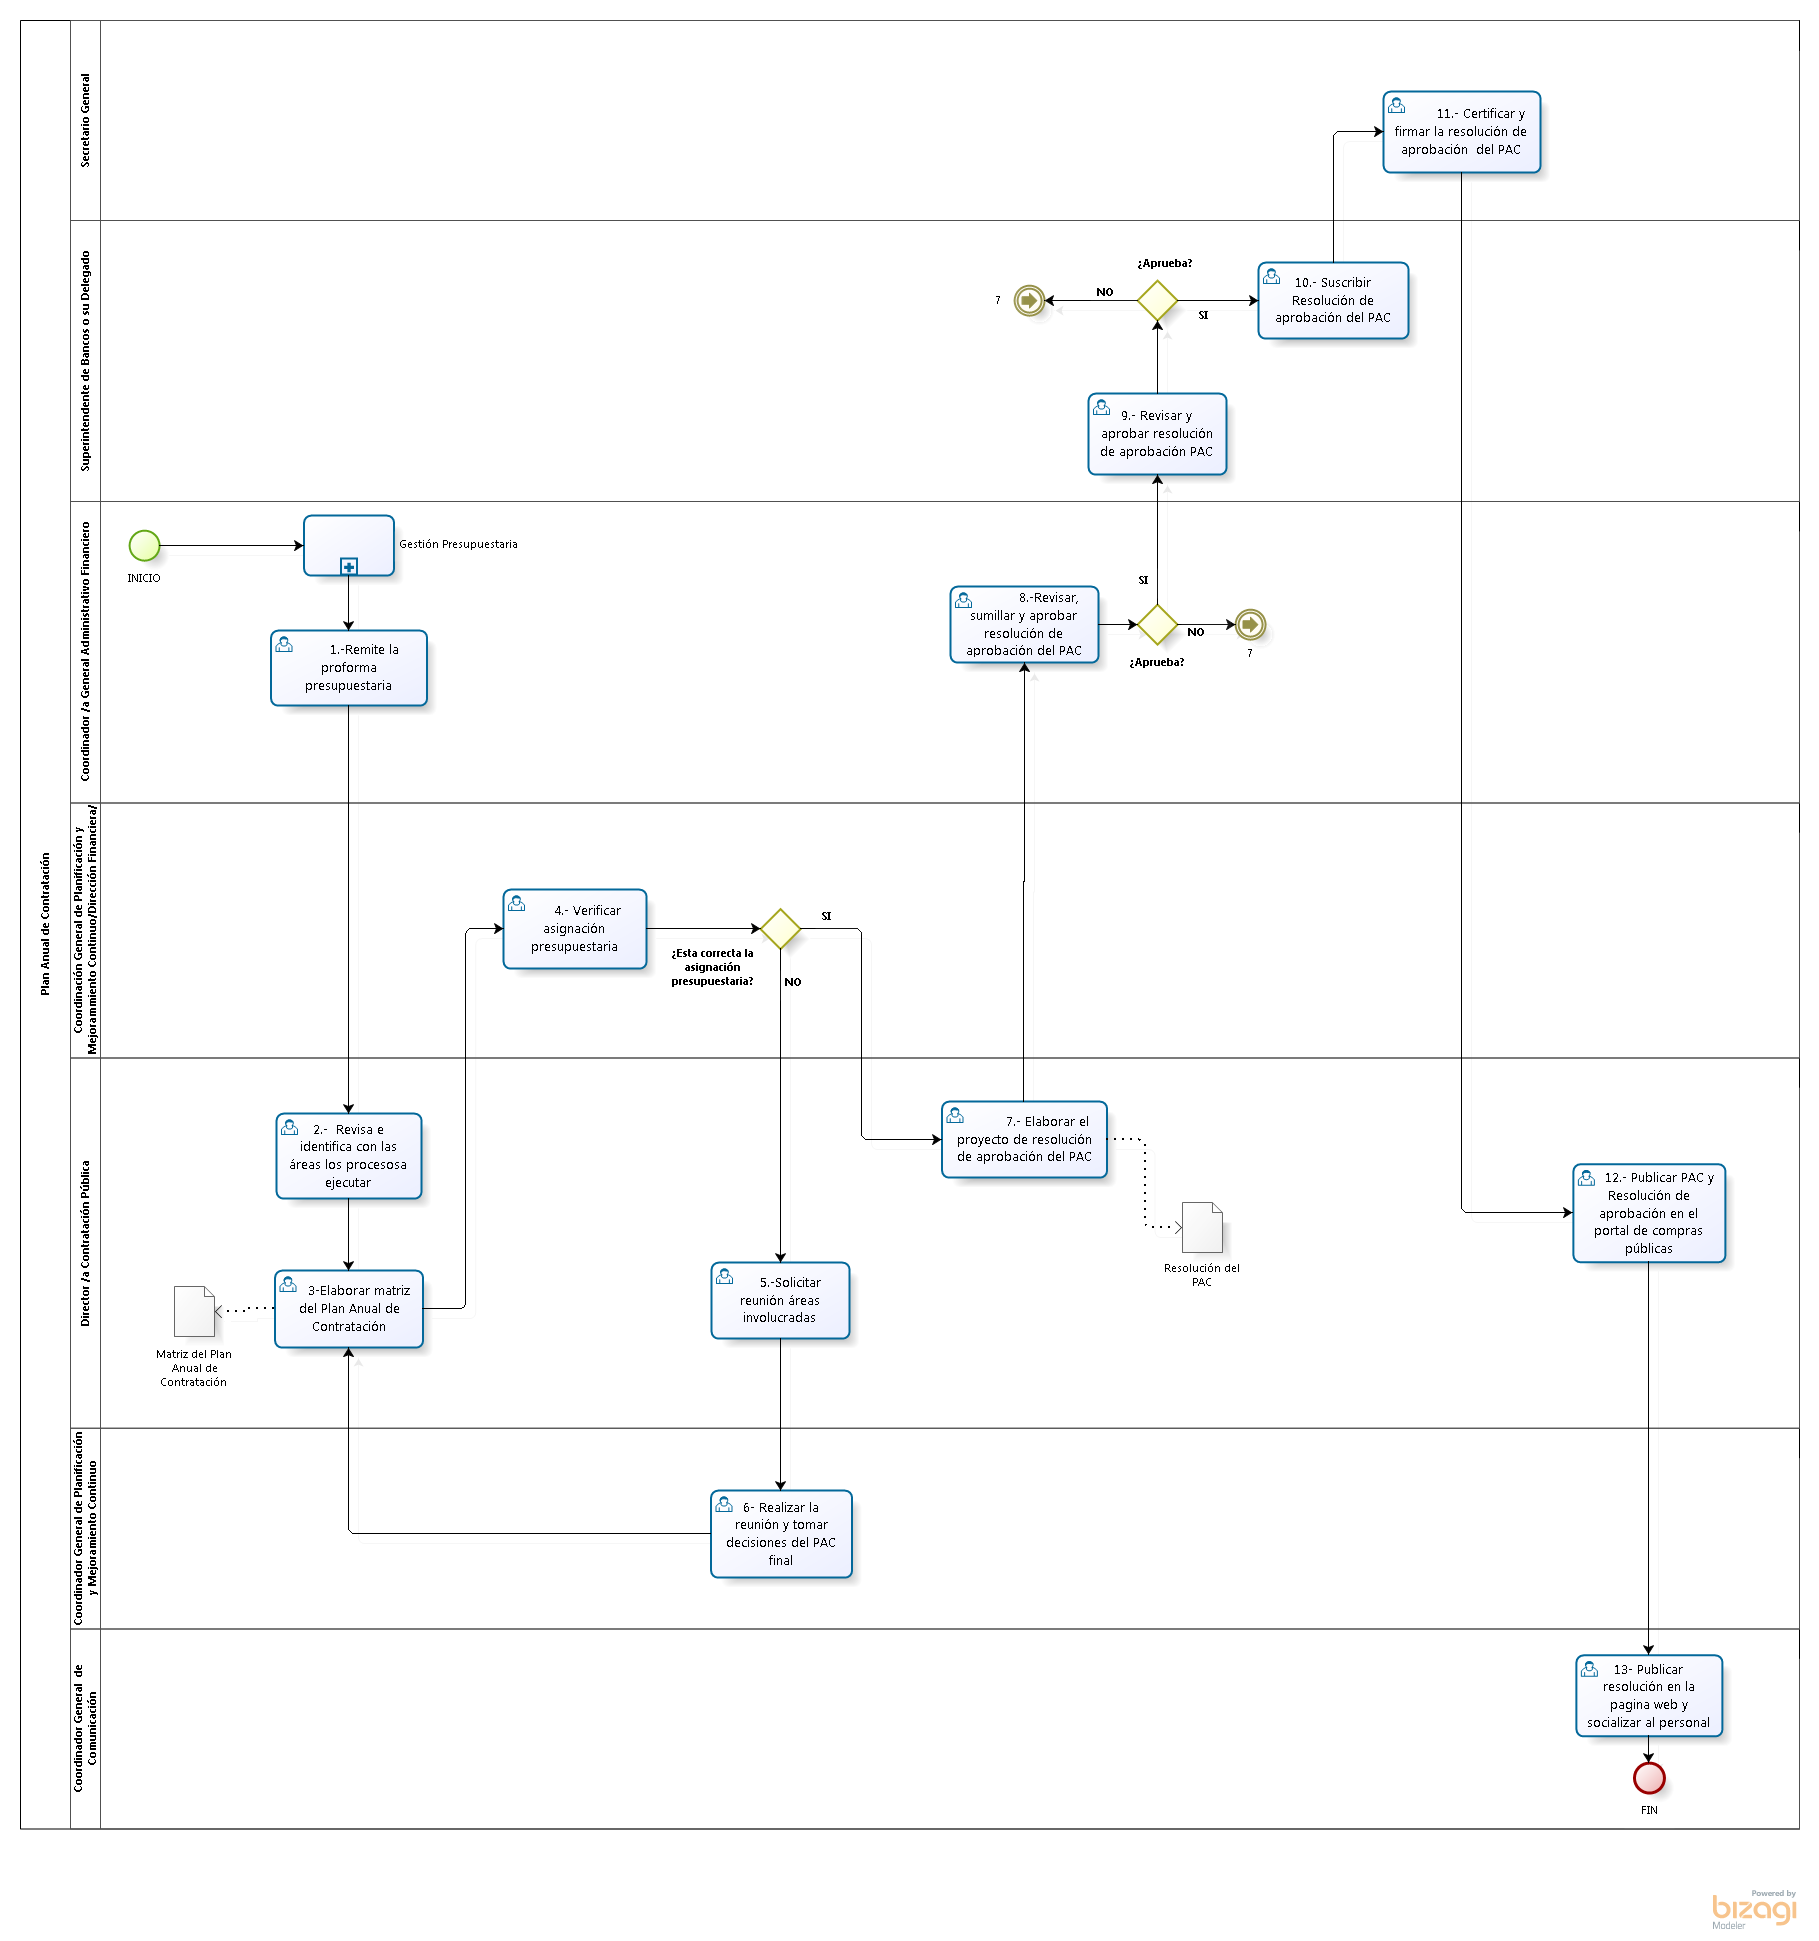 Plan Anual de Contratación
Secretario General
11.- Certificar y
firmar la resolución de
aprobación  del PAC
Superintendente de Bancos o su Delegado
¿Aprueba?
NO
7
SI
10.- Suscribir
Resolución de
aprobación del PAC
9.- Revisar y
aprobar resolución
de aprobación PAC
Coordinador /a General Administrativo Financiero
INICIO
Gestión Presupuestaria
1.-Remite la
proforma
presupuestaria
8.-Revisar,
sumillar y aprobar
resolución de
aprobación del PAC
SI
NO
¿Aprueba?
7
Coordinación General de Planificación y
Mejoramiento Continuo/Dirección Financiera/
4.- Verificar
asignación
presupuestaria
¿Esta correcta la
asignación
presupuestaria?
SI
NO
Director /a Contratación Pública
2.-  Revisa e
identifica con las
áreas los procesosa
ejecutar
3-Elaborar matriz
del Plan Anual de
Contratación
Matriz del Plan
Anual de
Contratación
5.-Solicitar
reunión áreas
involucradas
7.- Elaborar el
proyecto de resolución
de aprobación del PAC
Resolución del
PAC
12.- Publicar PAC y
Resolución de
aprobación en el
portal de compras
públicas
Coordinador General de Planificación
y Mejoramiento Continuo
6- Realizar la
reunión y tomar
decisiones del PAC
final
Coordinador General  de
Comunicación
13- Publicar
resolución en la
pagina web y
socializar al personal
FIN
Powered by
bizagi
Modeler